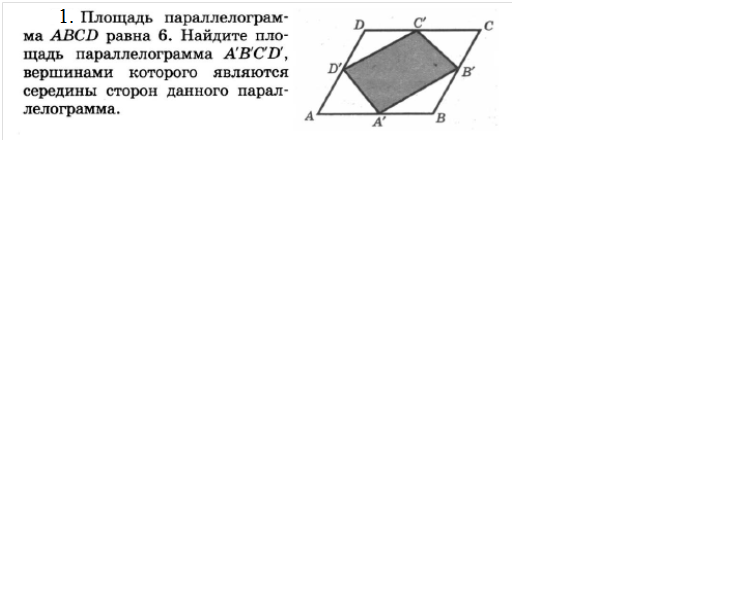 1. Площадь параллелограм-
ма ABCD равна 6. Найдите пло-
щадь параллелограмма A'B'C'D',
вершинами которого являются
середины сторон данного парал-
лелограмма.
D C' C
D' B'
A A' B